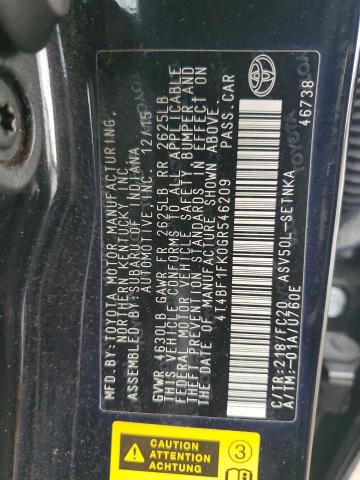 MFD.BY:TOYOTA MOTOR MANUFACTURING,
NORTHERN KENTUCKY, INC.
ASSEMBLED BY:SUBARU OF INDIANA
AUTOMOTIVE,INC. 12/15
GVWR 4630LB GAWR FR 2625LB RR 2625LB
THIS VEHICLE CONFORMS TO ALL APPLICABLE
FEDERAL MOTOR VEHICLE SAFETY, BUMPER, AND
THEFT PREVENTION STANDARDS IN EFFECT ON
THE DATE OF MANUFACTURE SHOWN ABOVE.
4T4BF1FK0GR546209 PASS.CAR
C/TR:218/FC20 ASV50L-SETNKA
A/TM:-01A/U760E
46738
TOYOTA
CAUTION
ATTENTION
ACHTUNG
3